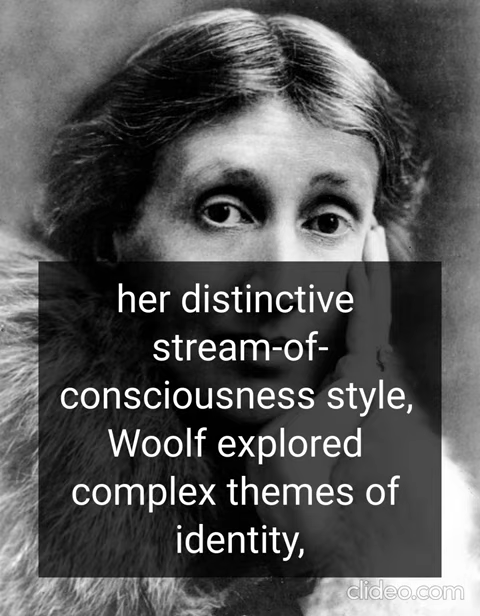 her distinctive
stream-of-
consciousness style,
Woolf explored
complex themes of
identity,
clideo.com